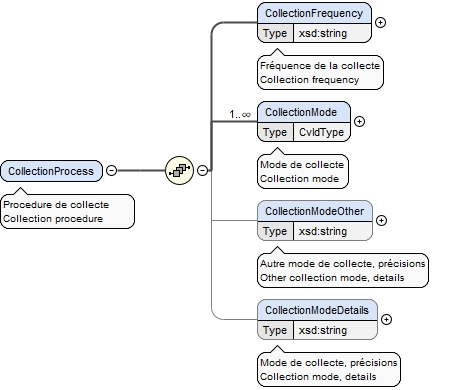 CollectionFrequency
Type xsd:string
Fréquence de la collecte
Collection frequency
1..∞
CollectionMode
Type CvIdType
Mode de collecte
Collection mode
CollectionProcess
Procedure de collecte
Collection procedure
CollectionModeOther
Type xsd:string
Autre mode de collecte, précisions
Other collection mode, details
CollectionModeDetails
Type xsd:string
Mode de collecte, précisions
Collection mode, details